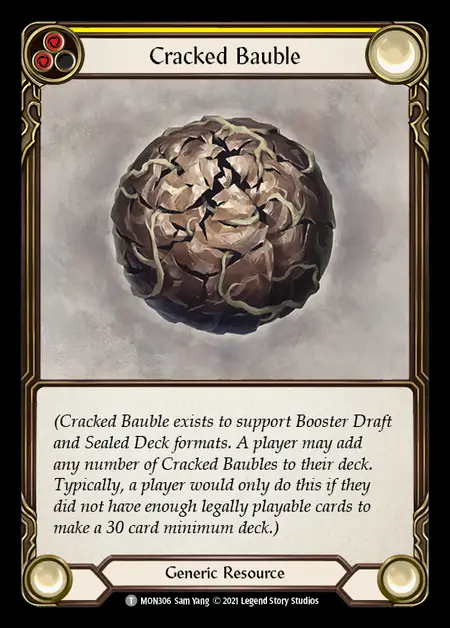 Cracked Bauble
(Cracked Bauble exists to support Booster Draft
and Sealed Deck formats. A player may add
any number of Cracked Baubles to their deck.
Typically, a player would only do this if they
did not have enough legally playable cards to
make a 30 card minimum deck.)
Generic Resource
T MON306 Sam Yang © 2021 Legend Story Studios